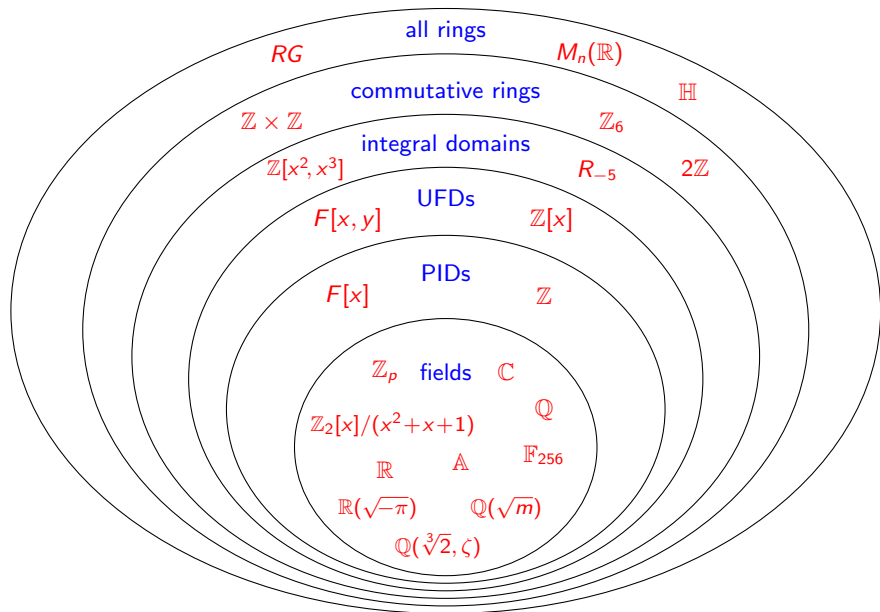 all rings
RG Mₙ(ℝ)
ℍ
commutative rings
ℤ × ℤ ℤ₆
integral domains
ℤ[x², x³] R₋₅ 2ℤ
UFDs
F[x, y] ℤ[x]
PIDs
F[x] ℤ
ℤₚ fields ℂ
ℚ
ℤ₂[x]/(x²+x+1)
ℝ 𝔸 𝔽₂₅₆
ℝ(√−π) ℚ(√m)
ℚ(∛2, ζ)